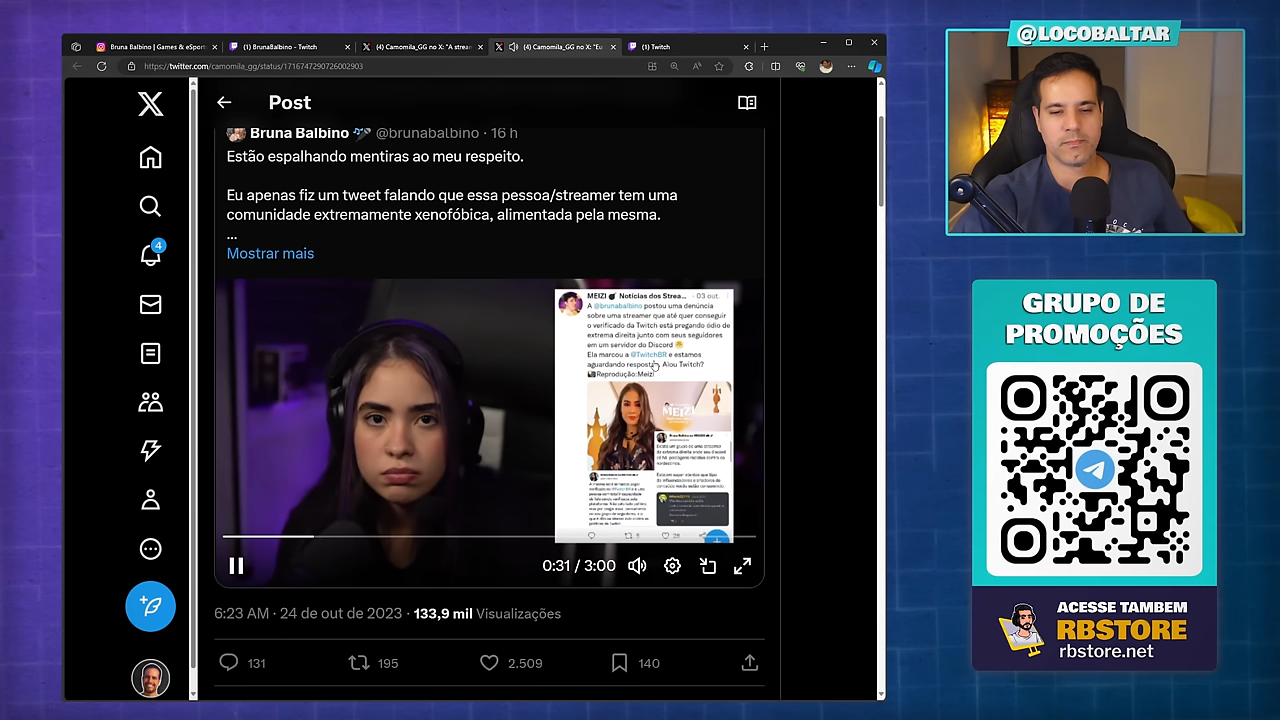 @LOCOBALTAR
Bruna Balbino | Games & eSport
(1) BrunaBalbino - Twitch
(4) Camomila_GG no X: "A strean
(4) Camomila_GG no X: "Eu
(1) Twitch
https://twitter.com/camomila_gg/status/1716747290726002903
Post
Bruna Balbino @brunabalbino · 16 h
Estão espalhando mentiras ao meu respeito.
Eu apenas fiz um tweet falando que essa pessoa/streamer tem uma
comunidade extremamente xenofóbica, alimentada pela mesma.
...
Mostrar mais
MEIZI Notícias dos Strea... · 03 out.
A @brunabalbino postou uma denúncia
sobre uma streamer que até quer conseguir
o verificado da Twitch está pregando ódio de
extrema direita junto com seus seguidores
em um servidor do Discord
Ela marcou a @TwitchBR e estamos
aguardando resposta. Alou Twitch?
Reprodução:Meizi
MEIZI
0:31 / 3:00
6:23 AM · 24 de out de 2023 · 133,9 mil Visualizações
131
195
2.509
140
4
GRUPO DE
PROMOÇÕES
ACESSE TAMBEM
RBSTORE
rbstore.net